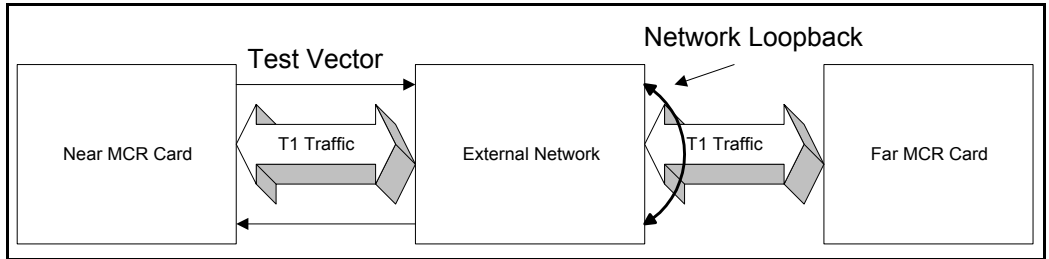 Network Loopback
Test Vector
Near MCR Card
T1 Traffic
External Network
T1 Traffic
Far MCR Card